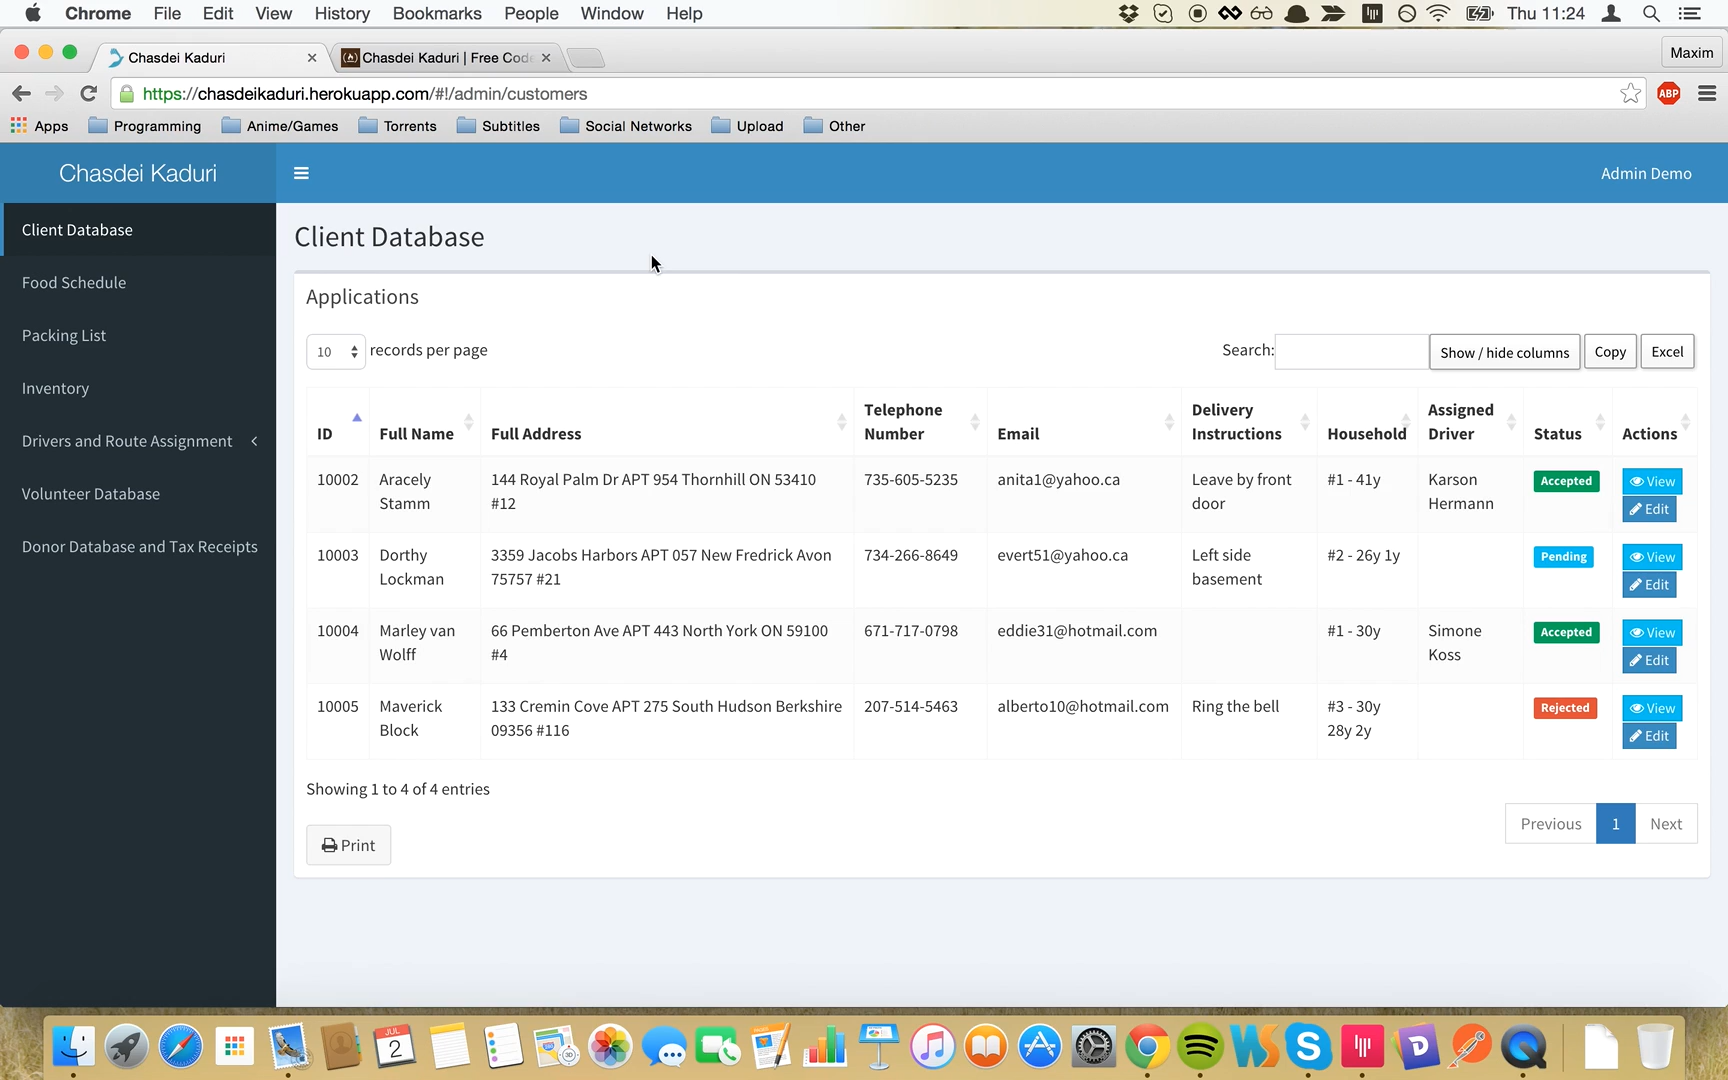 Chrome File Edit View History Bookmarks People Window Help Thu 11:24
Chasdei Kaduri Chasdei Kaduri | Free Cod Maxim
https://chasdeikaduri.herokuapp.com/#!/admin/customers ABP
Apps Programming Anime/Games Torrents Subtitles Social Networks Upload Other
Chasdei Kaduri Admin Demo
Client Database
Food Schedule
Packing List
Inventory
Drivers and Route Assignment
Volunteer Database
Donor Database and Tax Receipts
Client Database
Applications
10 records per page Search: Show / hide columns Copy Excel
ID Full Name Full Address Telephone Number Email Delivery Instructions Household Assigned Driver Status Actions
10002 Aracely Stamm 144 Royal Palm Dr APT 954 Thornhill ON 53410 #12 735-605-5235 anita1@yahoo.ca Leave by front door #1 - 41y Karson Hermann Accepted View Edit
10003 Dorthy Lockman 3359 Jacobs Harbors APT 057 New Fredrick Avon 75757 #21 734-266-8649 evert51@yahoo.ca Left side basement #2 - 26y 1y Pending View Edit
10004 Marley van Wolff 66 Pemberton Ave APT 443 North York ON 59100 #4 671-717-0798 eddie31@hotmail.com #1 - 30y Simone Koss Accepted View Edit
10005 Maverick Block 133 Cremin Cove APT 275 South Hudson Berkshire 09356 #116 207-514-5463 alberto10@hotmail.com Ring the bell #3 - 30y 28y 2y Rejected View Edit
Showing 1 to 4 of 4 entries
Previous 1 Next
Print
JUL
2